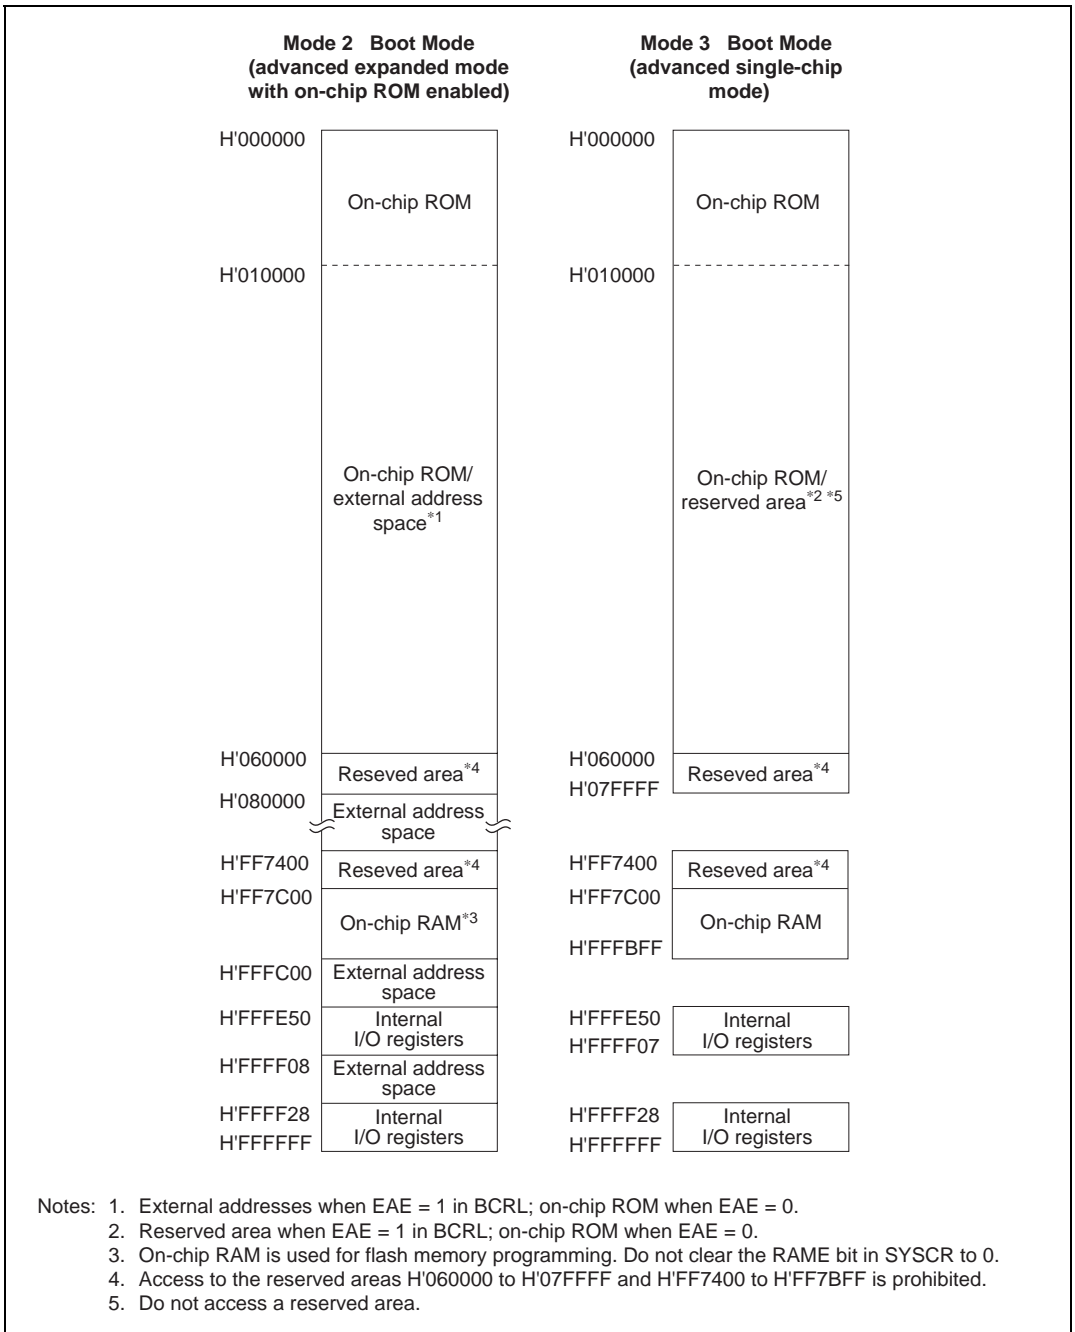 Mode 2 Boot Mode
(advanced expanded mode
with on-chip ROM enabled)
H'000000
On-chip ROM
H'010000
On-chip ROM/
external address
space*1
H'060000
Reseved area*4
H'080000
External address
space
H'FF7400
Reseved area*4
H'FF7C00
On-chip RAM*3
H'FFFC00
External address
space
H'FFFE50
Internal
I/O registers
H'FFFF08
External address
space
H'FFFF28
Internal
I/O registers
H'FFFFFF
Mode 3 Boot Mode
(advanced single-chip
mode)
H'000000
On-chip ROM
H'010000
On-chip ROM/
reserved area*2 *5
H'060000
Reseved area*4
H'07FFFF
H'FF7400
Reseved area*4
H'FF7C00
On-chip RAM
H'FFFBFF
H'FFFE50
Internal
I/O registers
H'FFFF07
H'FFFF28
Internal
I/O registers
H'FFFFFF
Notes: 1. External addresses when EAE = 1 in BCRL; on-chip ROM when EAE = 0.
2. Reserved area when EAE = 1 in BCRL; on-chip ROM when EAE = 0.
3. On-chip RAM is used for flash memory programming. Do not clear the RAME bit in SYSCR to 0.
4. Access to the reserved areas H'060000 to H'07FFFF and H'FF7400 to H'FF7BFF is prohibited.
5. Do not access a reserved area.